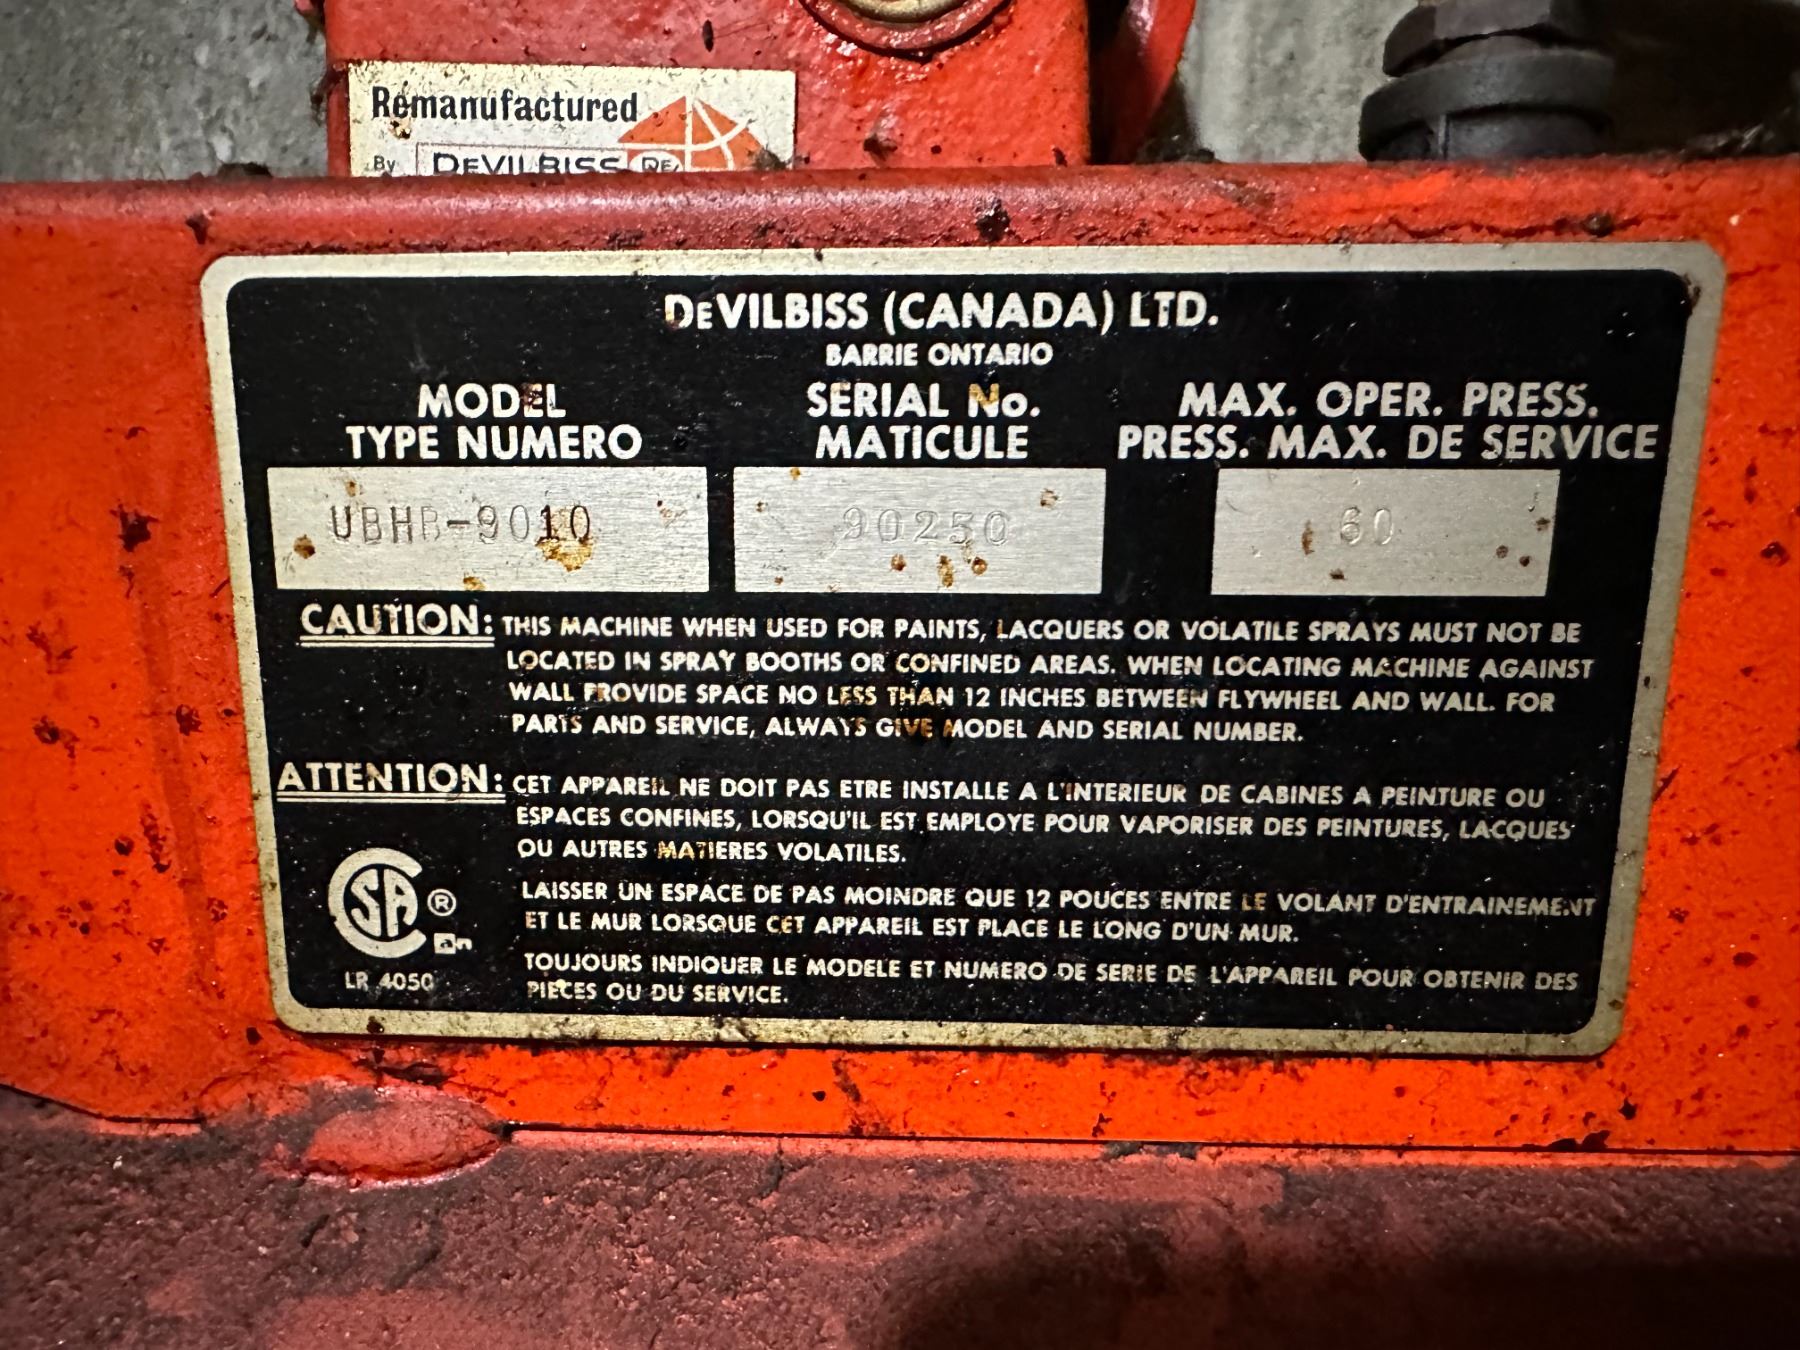 Remanufactured
By DEVILBISS
DEVILBISS (CANADA) LTD.
BARRIE ONTARIO
MODEL
TYPE NUMERO
SERIAL No.
MATICULE
MAX. OPER. PRESS.
PRESS. MAX. DE SERVICE
UBHB-9010
90250
60
CAUTION: THIS MACHINE WHEN USED FOR PAINTS, LACQUERS OR VOLATILE SPRAYS MUST NOT BE
LOCATED IN SPRAY BOOTHS OR CONFINED AREAS. WHEN LOCATING MACHINE AGAINST
WALL PROVIDE SPACE NO LESS THAN 12 INCHES BETWEEN FLYWHEEL AND WALL. FOR
PARTS AND SERVICE, ALWAYS GIVE MODEL AND SERIAL NUMBER.
ATTENTION: CET APPAREIL NE DOIT PAS ETRE INSTALLE A L'INTERIEUR DE CABINES A PEINTURE OU
ESPACES CONFINES, LORSQU'IL EST EMPLOYE POUR VAPORISER DES PEINTURES, LACQUES
OU AUTRES MATIERES VOLATILES.
LAISSER UN ESPACE DE PAS MOINDRE QUE 12 POUCES ENTRE LE VOLANT D'ENTRAINEMENT
ET LE MUR LORSQUE CET APPAREIL EST PLACE LE LONG D'UN MUR.
TOUJOURS INDIQUER LE MODELE ET NUMERO DE SERIE DE L'APPAREIL POUR OBTENIR DES
PIECES OU DU SERVICE.
CSA ®
LR 4050